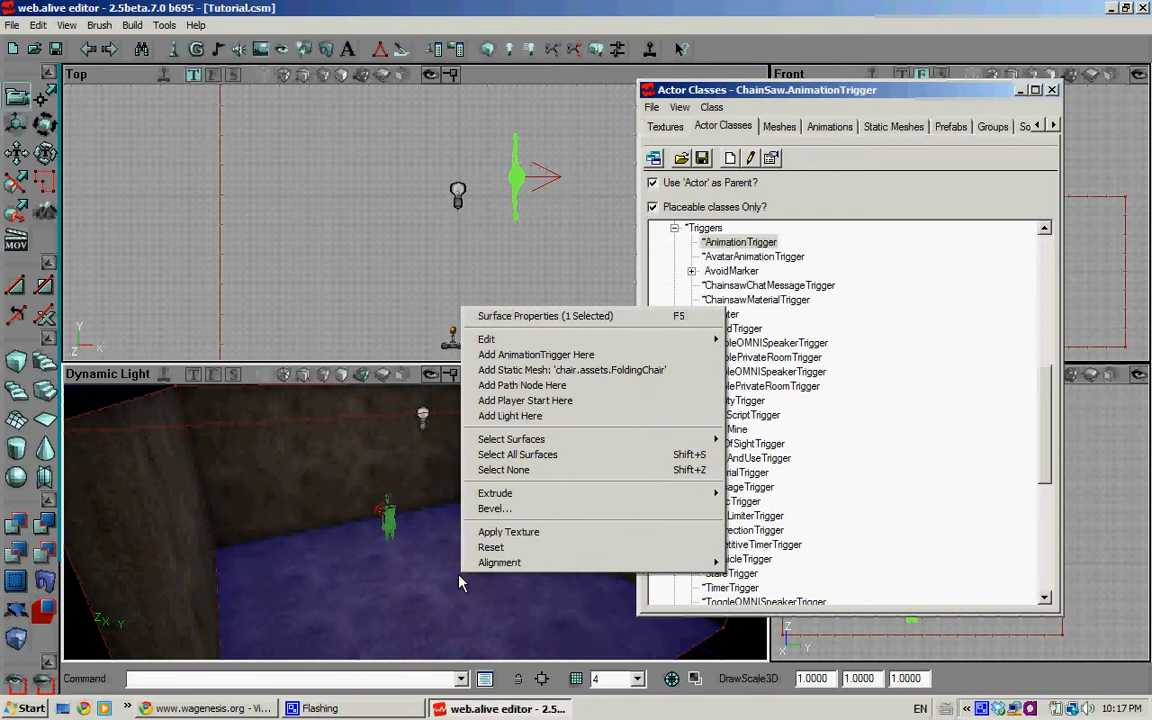 web.alive editor - 2.5beta.7.0 b695 - [Tutorial.csm]
File Edit View Brush Build Tools Help
Top
Front
T F S
Actor Classes - ChainSaw.AnimationTrigger
File View Class
Textures Actor Classes Meshes Animations Static Meshes Prefabs Groups So
Use 'Actor' as Parent?
Placeable classes Only?
Triggers
*AnimationTrigger
*AvatarAnimationTrigger
AvoidMarker
*ChainsawChatMessageTrigger
*ChainsawMaterialTrigger
MOV
Y
Z X
Dynamic Light
T F S
Surface Properties (1 Selected) F5
Edit
Add AnimationTrigger Here
Add Static Mesh: 'chair.assets.FoldingChair'
Add Path Node Here
Add Player Start Here
Add Light Here
Select Surfaces
Select All Surfaces Shift+S
Select None Shift+Z
Extrude
Bevel...
Apply Texture
Reset
Alignment
*TimerTrigger
*ToggleOMNISpeakerTrigger
Z X Y
Z
X Y
Command
4
DrawScale3D: 1.0000 1.0000 1.0000
Start
www.wagenesis.org - Vi...
Flashing
web.alive editor - 2.5...
EN
10:17 PM